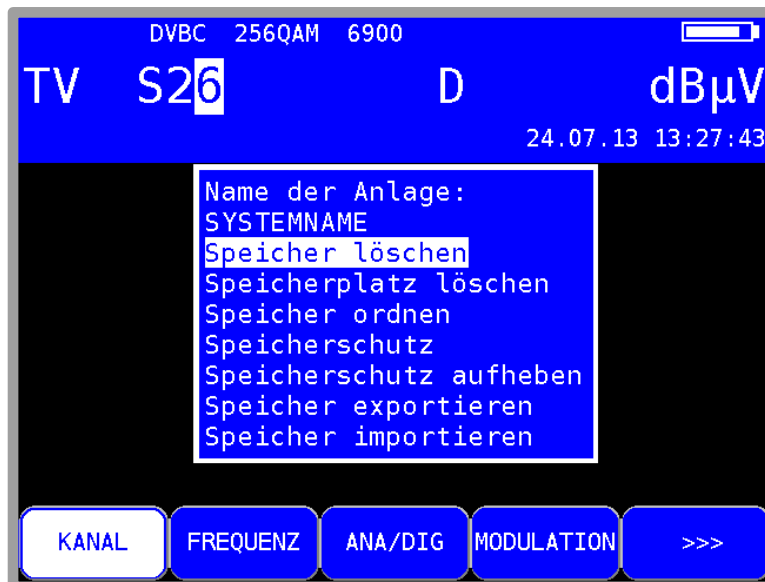 DVBC 256QAM 6900
TV S26 D dBµV
24.07.13 13:27:43
Name der Anlage:
SYSTEMNAME
Speicher löschen
Speicherplatz löschen
Speicher ordnen
Speicherschutz
Speicherschutz aufheben
Speicher exportieren
Speicher importieren
KANAL FREQUENZ ANA/DIG MODULATION >>>